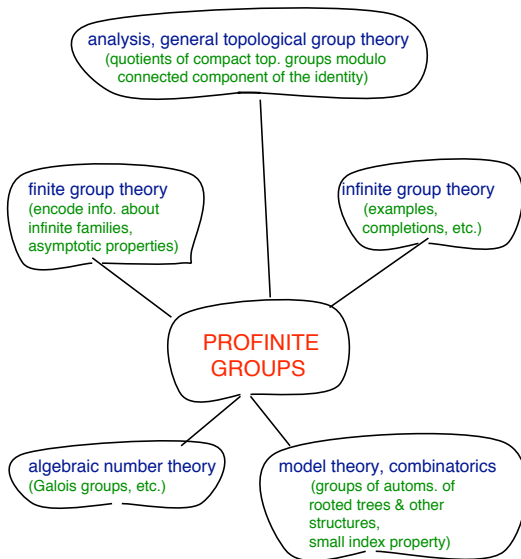 analysis, general topological group theory
(quotients of compact top. groups modulo
connected component of the identity)
finite group theory
(encode info. about
infinite families,
asymptotic properties)
infinite group theory
(examples,
completions, etc.)
PROFINITE
GROUPS
algebraic number theory
(Galois groups, etc.)
model theory, combinatorics
(groups of automs. of
rooted trees & other
structures,
small index property)